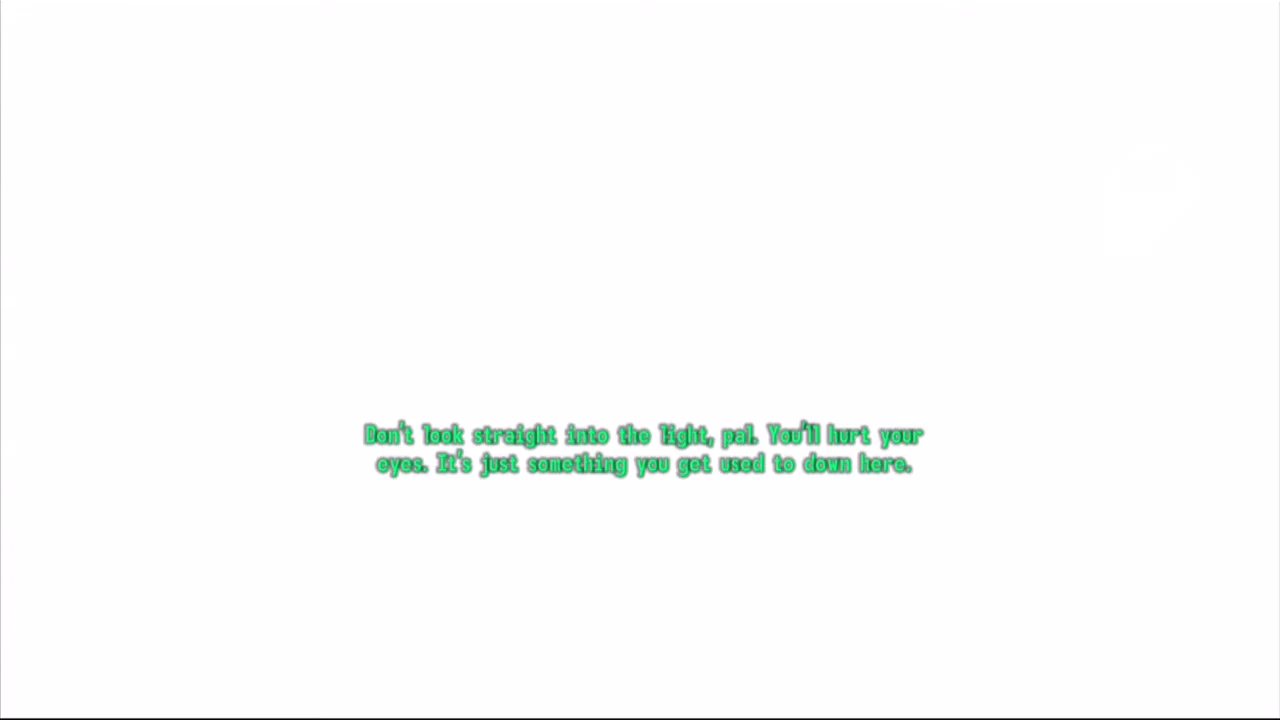 Don't look straight into the light, pal. You'll hurt your
eyes. It's just something you get used to down here.